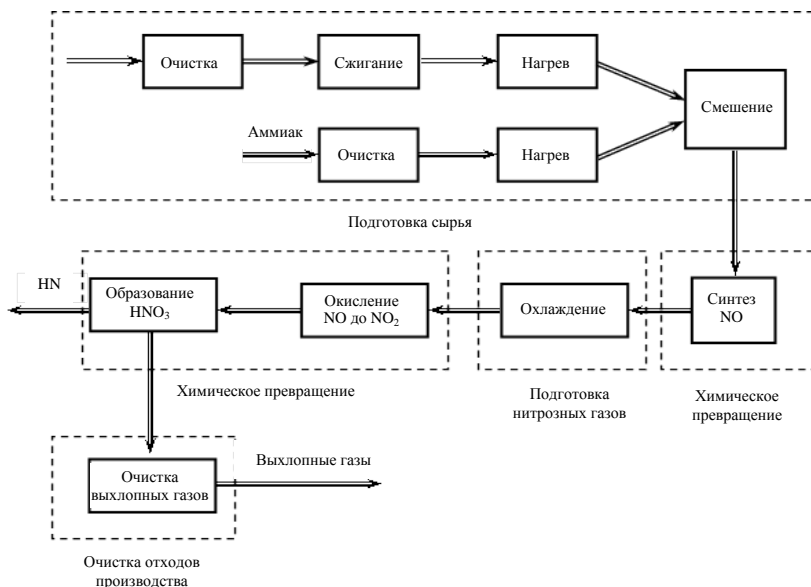 Очистка
Сжигание
Нагрев
Смешение
Аммиак
Очистка
Нагрев
Подготовка сырья
HN
Образование
HNO₃
Окисление
NO до NO₂
Охлаждение
Синтез
NO
Химическое превращение
Подготовка
нитрозных газов
Химическое
превращение
Очистка
выхлопных газов
Выхлопные газы
Очистка отходов
производства